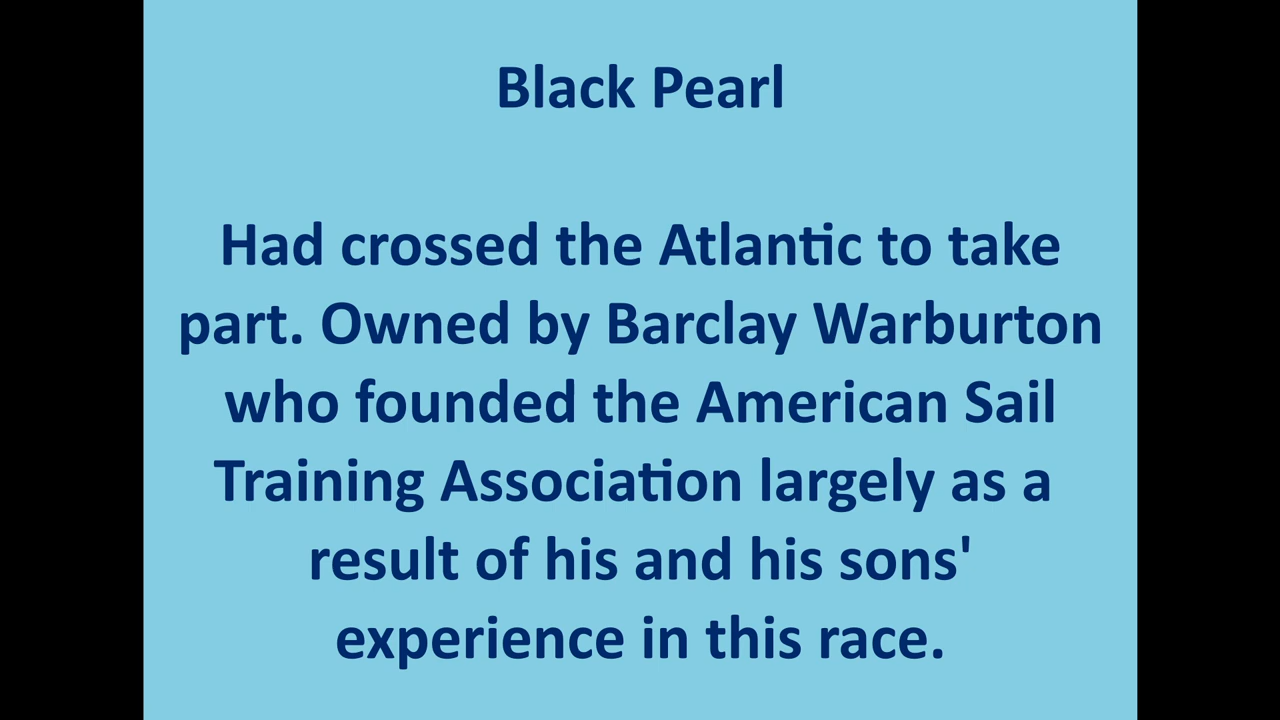 Black Pearl
Had crossed the Atlantic to take
part. Owned by Barclay Warburton
who founded the American Sail
Training Association largely as a
result of his and his sons'
experience in this race.